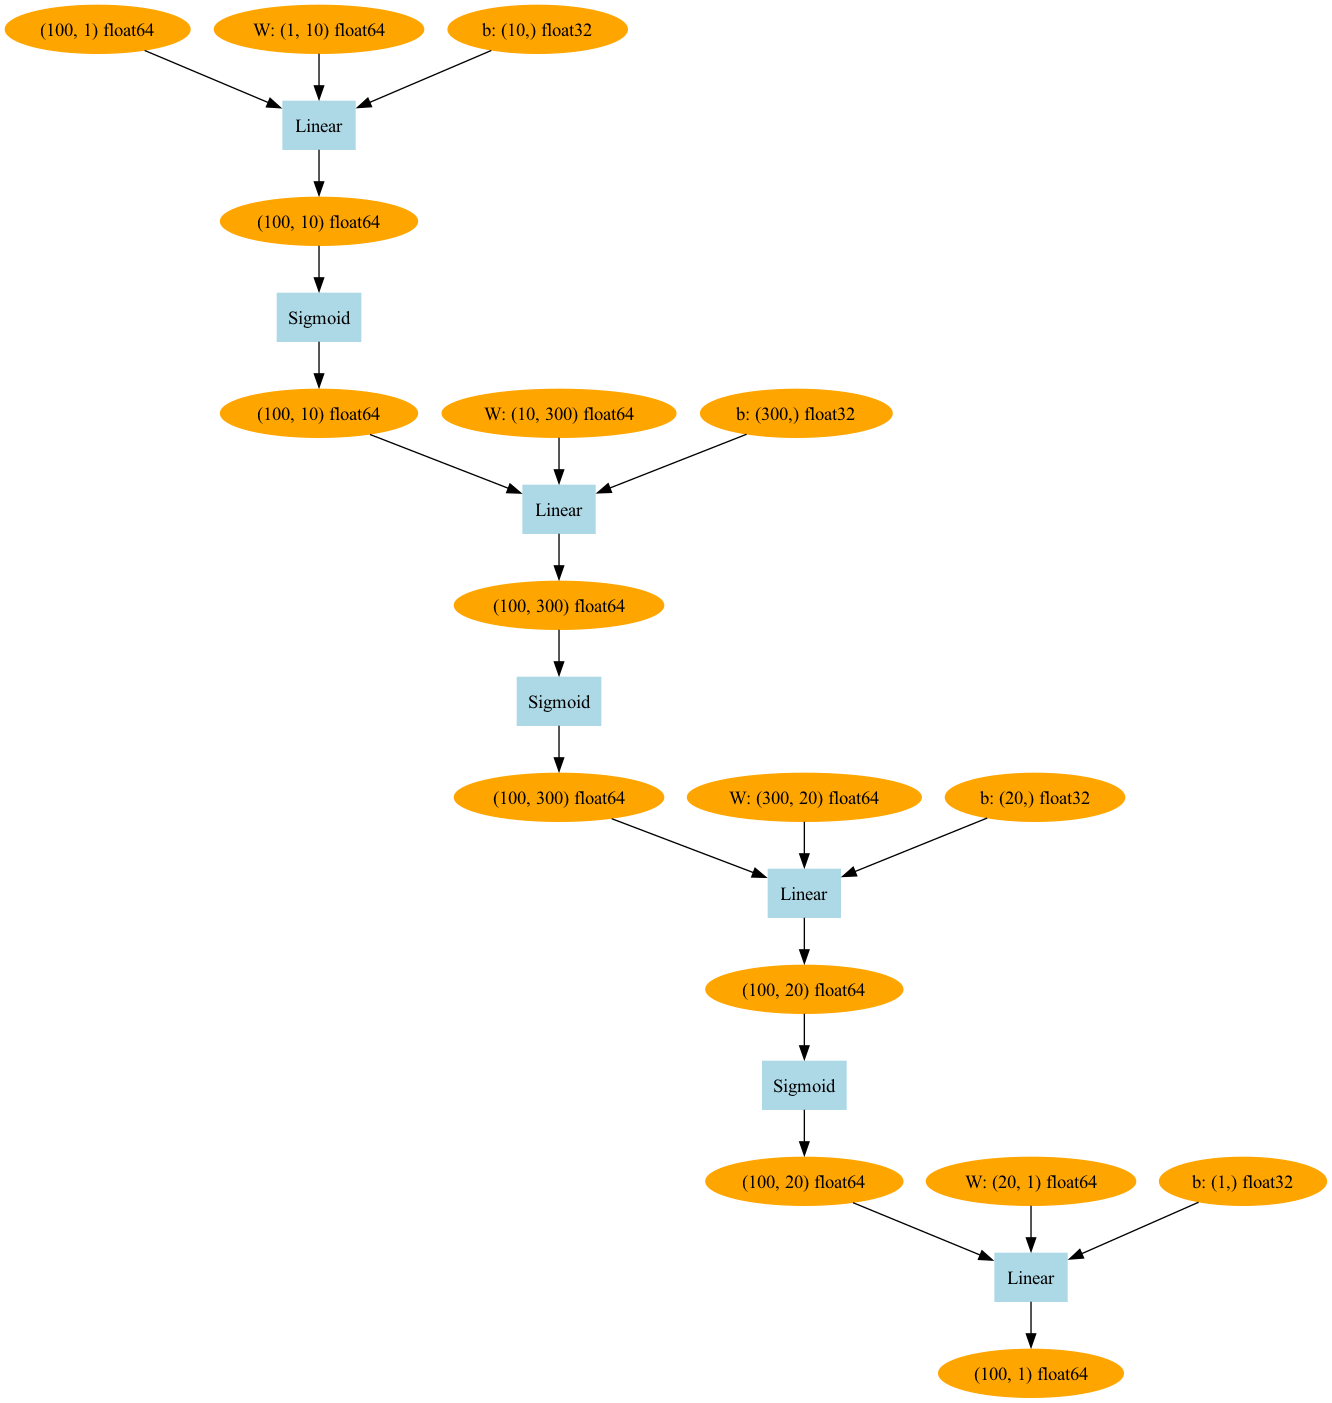 (100, 1) float64
W: (1, 10) float64
b: (10,) float32
Linear
(100, 10) float64
Sigmoid
(100, 10) float64
W: (10, 300) float64
b: (300,) float32
Linear
(100, 300) float64
Sigmoid
(100, 300) float64
W: (300, 20) float64
b: (20,) float32
Linear
(100, 20) float64
Sigmoid
(100, 20) float64
W: (20, 1) float64
b: (1,) float32
Linear
(100, 1) float64